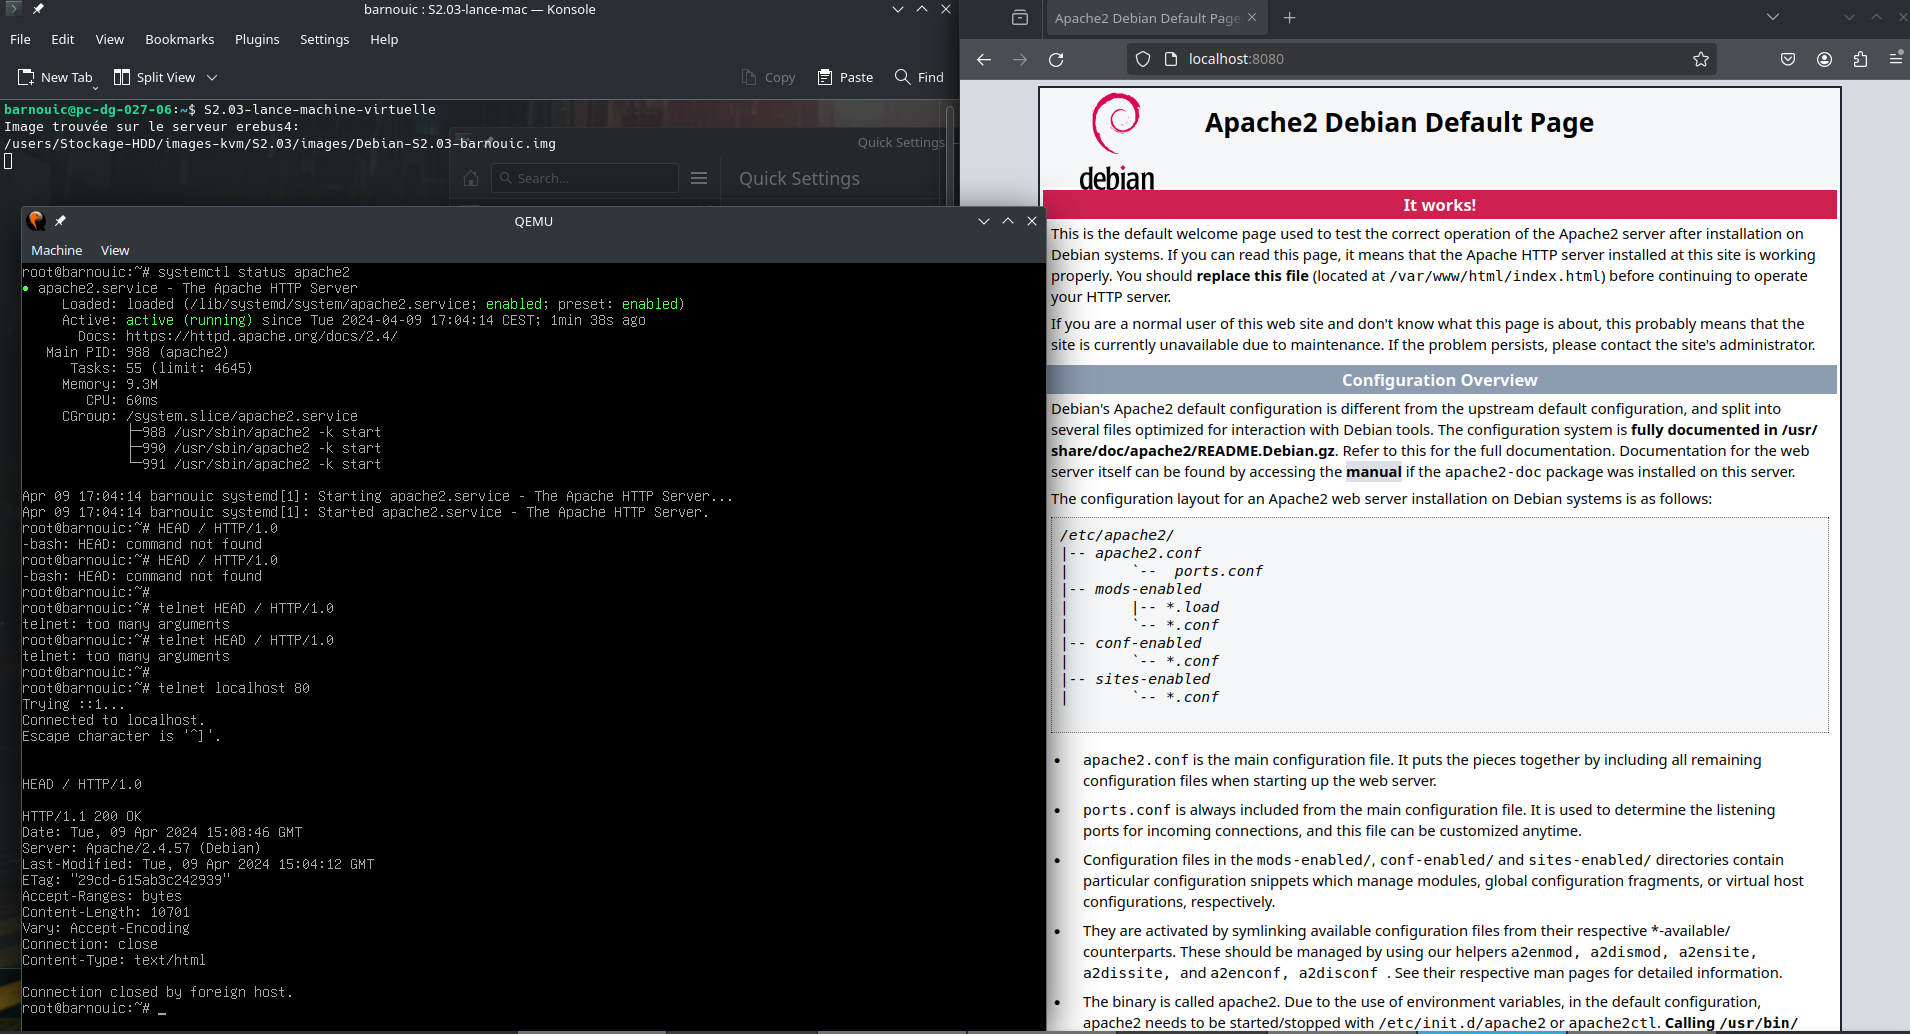 barnouic : S2.03-lance-mac — Konsole
File Edit View Bookmarks Plugins Settings Help
New Tab Split View Copy Paste Find
barnouic@pc-dg-027-06:~$ S2.03-lance-machine-virtuelle
Image trouvée sur le serveur erebus4:
/users/Stockage-HDD/images-kvm/S2.03/images/Debian-S2.03-barnouic.img
Quick Settings
Search...
Quick Settings
QEMU
Machine View
root@barnouic:~# systemctl status apache2
● apache2.service - The Apache HTTP Server
Loaded: loaded (/lib/systemd/system/apache2.service; enabled; preset: enabled)
Active: active (running) since Tue 2024-04-09 17:04:14 CEST; 1min 38s ago
Docs: https://httpd.apache.org/docs/2.4/
Main PID: 988 (apache2)
Tasks: 55 (limit: 4645)
Memory: 9.3M
CPU: 60ms
CGroup: /system.slice/apache2.service
├─988 /usr/sbin/apache2 -k start
├─990 /usr/sbin/apache2 -k start
└─991 /usr/sbin/apache2 -k start
Apr 09 17:04:14 barnouic systemd[1]: Starting apache2.service - The Apache HTTP Server...
Apr 09 17:04:14 barnouic systemd[1]: Started apache2.service - The Apache HTTP Server.
root@barnouic:~# HEAD / HTTP/1.0
-bash: HEAD: command not found
root@barnouic:~# HEAD / HTTP/1.0
-bash: HEAD: command not found
root@barnouic:~#
root@barnouic:~# telnet HEAD / HTTP/1.0
telnet: too many arguments
root@barnouic:~# telnet HEAD / HTTP/1.0
telnet: too many arguments
root@barnouic:~#
root@barnouic:~# telnet localhost 80
Trying ::1...
Connected to localhost.
Escape character is '^]'.
HEAD / HTTP/1.0
HTTP/1.1 200 OK
Date: Tue, 09 Apr 2024 15:08:46 GMT
Server: Apache/2.4.57 (Debian)
Last-Modified: Tue, 09 Apr 2024 15:04:12 GMT
ETag: "29cd-615ab3c242939"
Accept-Ranges: bytes
Content-Length: 10701
Vary: Accept-Encoding
Connection: close
Content-Type: text/html
Connection closed by foreign host.
root@barnouic:~# _
Apache2 Debian Default Page:
localhost:8080
debian
Apache2 Debian Default Page
It works!
This is the default welcome page used to test the correct operation of the Apache2 server after installation on
Debian systems. If you can read this page, it means that the Apache HTTP server installed at this site is working
properly. You should replace this file (located at /var/www/html/index.html) before continuing to operate
your HTTP server.
If you are a normal user of this web site and don't know what this page is about, this probably means that the
site is currently unavailable due to maintenance. If the problem persists, please contact the site's administrator.
Configuration Overview
Debian's Apache2 default configuration is different from the upstream default configuration, and split into
several files optimized for interaction with Debian tools. The configuration system is fully documented in /usr/
share/doc/apache2/README.Debian.gz. Refer to this for the full documentation. Documentation for the web
server itself can be found by accessing the manual if the apache2-doc package was installed on this server.
The configuration layout for an Apache2 web server installation on Debian systems is as follows:
/etc/apache2/
|-- apache2.conf
| `-- ports.conf
|-- mods-enabled
| |-- *.load
| `-- *.conf
|-- conf-enabled
| `-- *.conf
|-- sites-enabled
| `-- *.conf
• apache2.conf is the main configuration file. It puts the pieces together by including all remaining
configuration files when starting up the web server.
• ports.conf is always included from the main configuration file. It is used to determine the listening
ports for incoming connections, and this file can be customized anytime.
• Configuration files in the mods-enabled/, conf-enabled/ and sites-enabled/ directories contain
particular configuration snippets which manage modules, global configuration fragments, or virtual host
configurations, respectively.
• They are activated by symlinking available configuration files from their respective *-available/
counterparts. These should be managed by using our helpers a2enmod, a2dismod, a2ensite,
a2dissite, and a2enconf, a2disconf . See their respective man pages for detailed information.
• The binary is called apache2. Due to the use of environment variables, in the default configuration,
apache2 needs to be started/stopped with /etc/init.d/apache2 or apache2ctl. Calling /usr/bin/